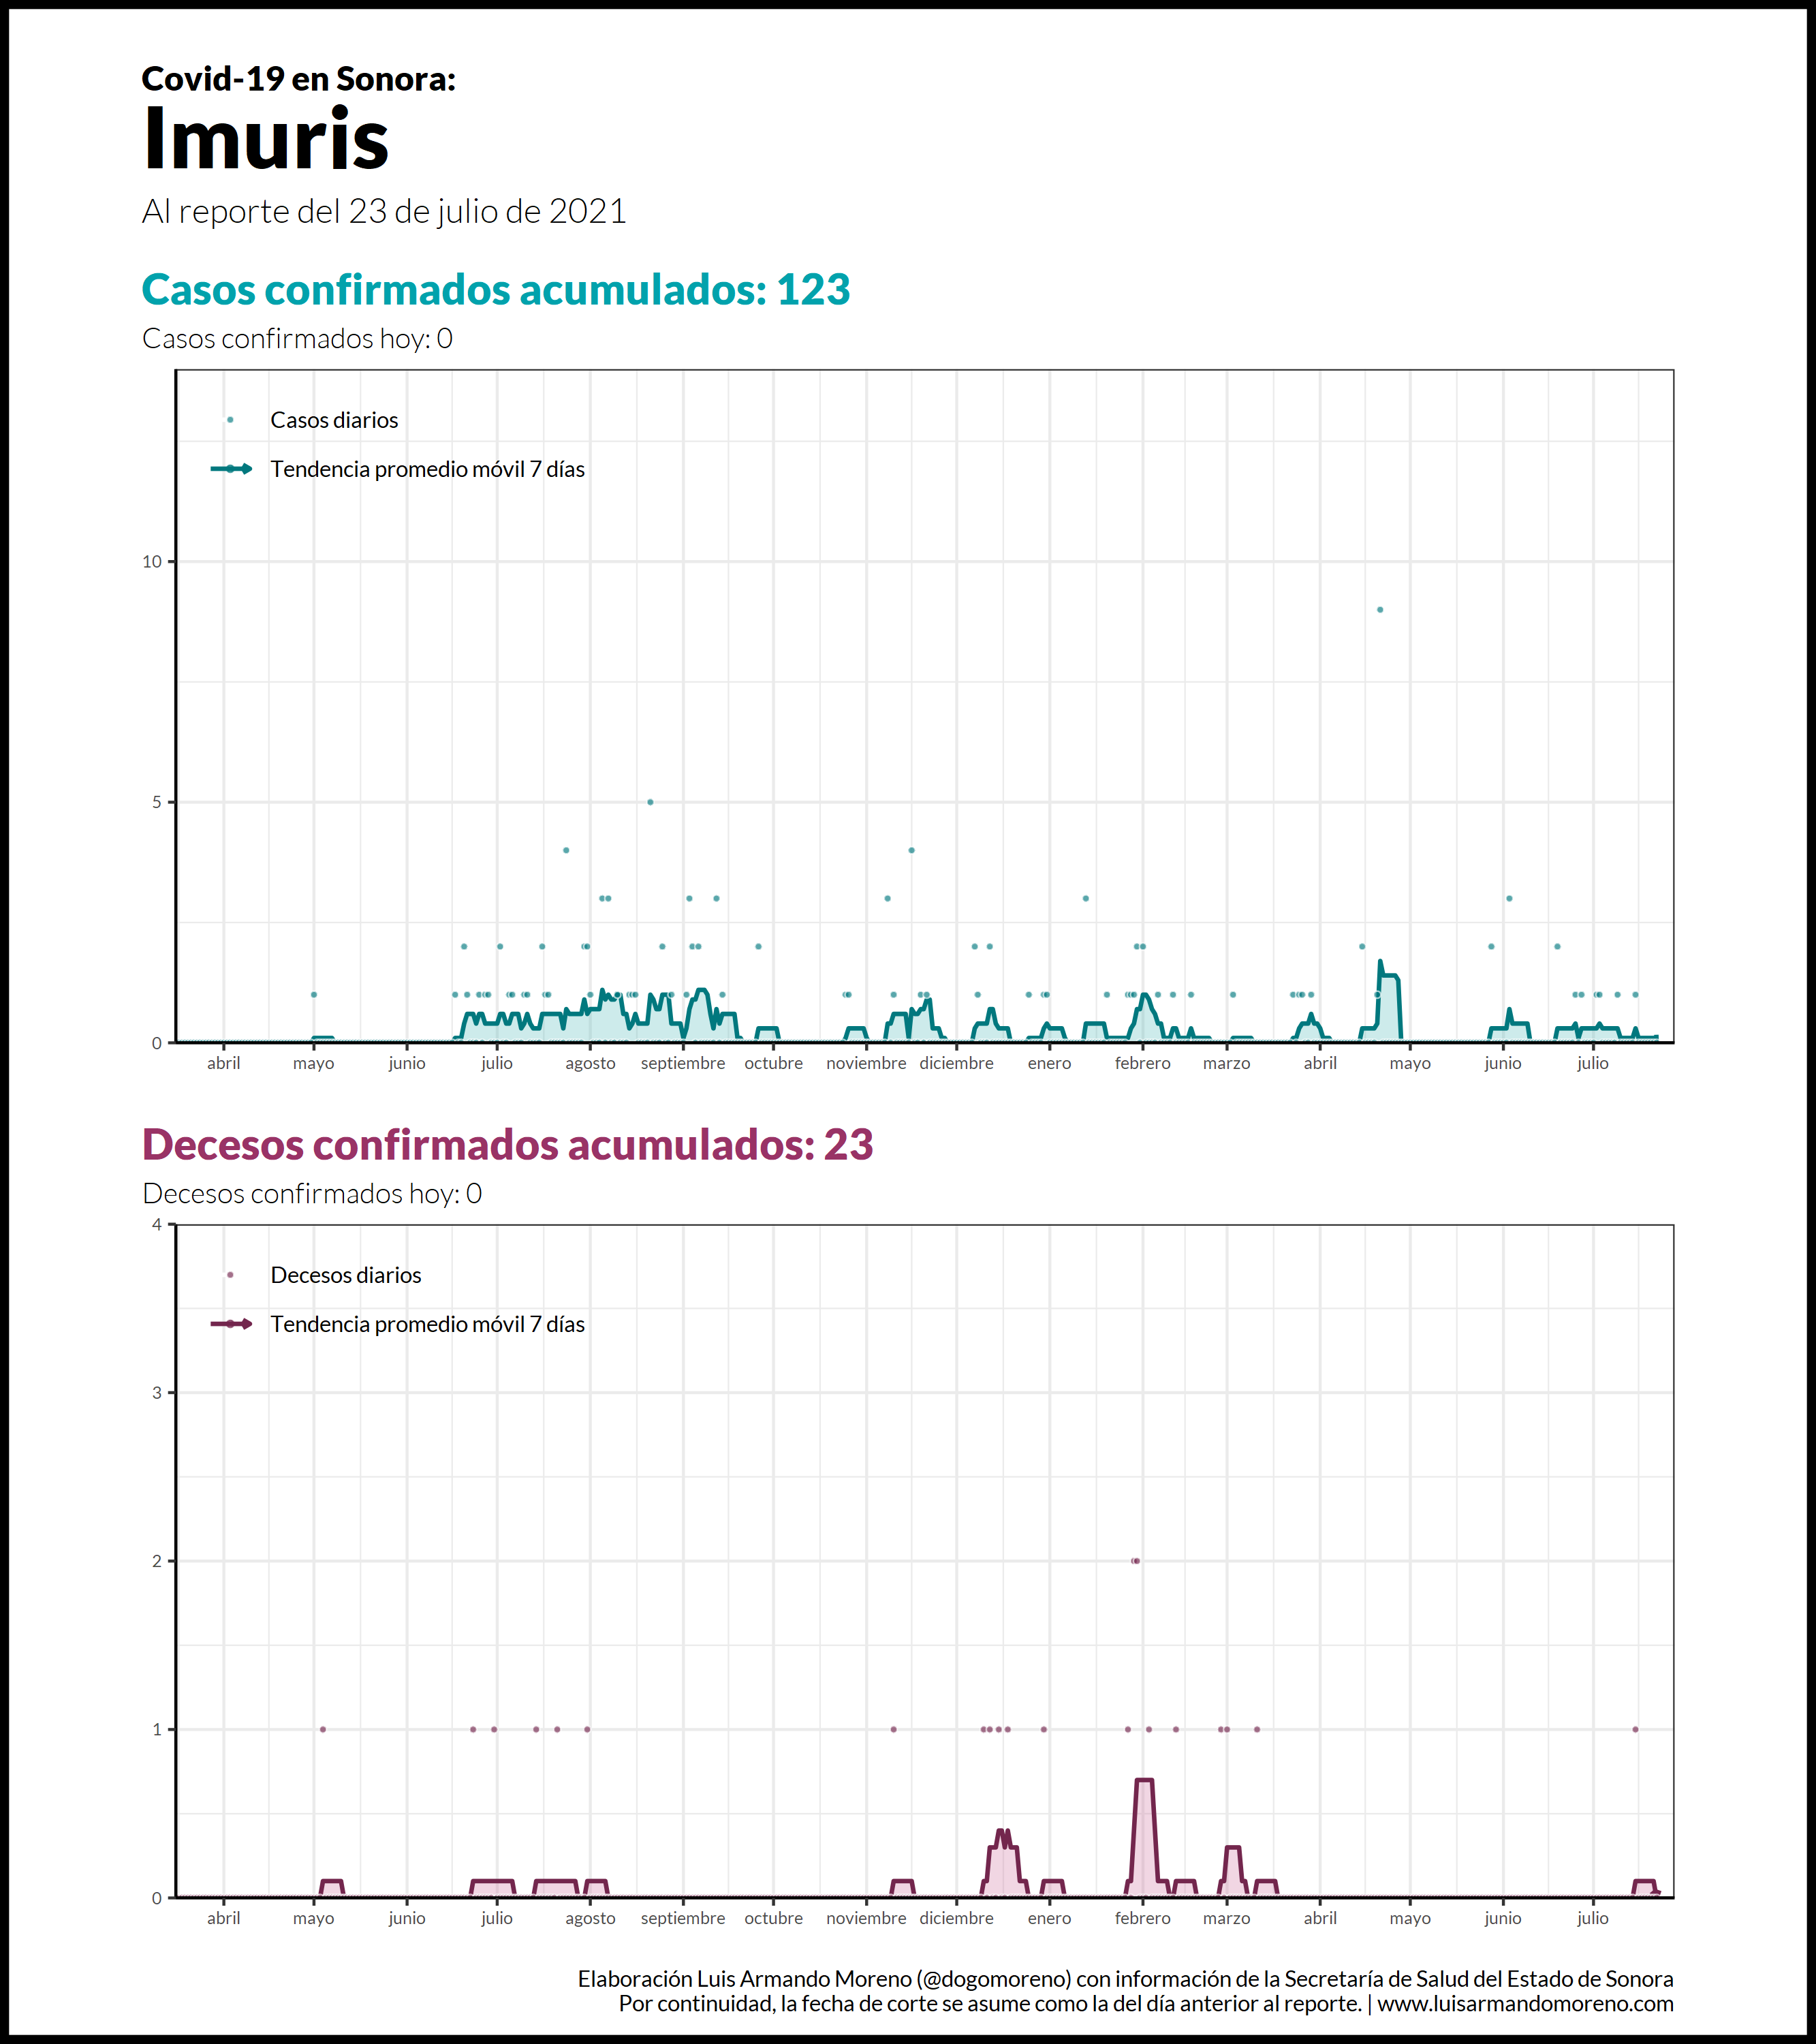 Covid-19 en Sonora:
Imuris
Al reporte del 23 de julio de 2021
Casos confirmados acumulados: 123
Casos confirmados hoy: 0
Casos diarios
Tendencia promedio móvil 7 días
10
5
0
abril mayo junio julio agosto septiembre octubre noviembre diciembre enero febrero marzo abril mayo junio julio
Decesos confirmados acumulados: 23
Decesos confirmados hoy: 0
4
Decesos diarios
Tendencia promedio móvil 7 días
3
2
1
0
abril mayo junio julio agosto septiembre octubre noviembre diciembre enero febrero marzo abril mayo junio julio
Elaboración Luis Armando Moreno (@dogomoreno) con información de la Secretaría de Salud del Estado de Sonora
Por continuidad, la fecha de corte se asume como la del día anterior al reporte. | www.luisarmandomoreno.com